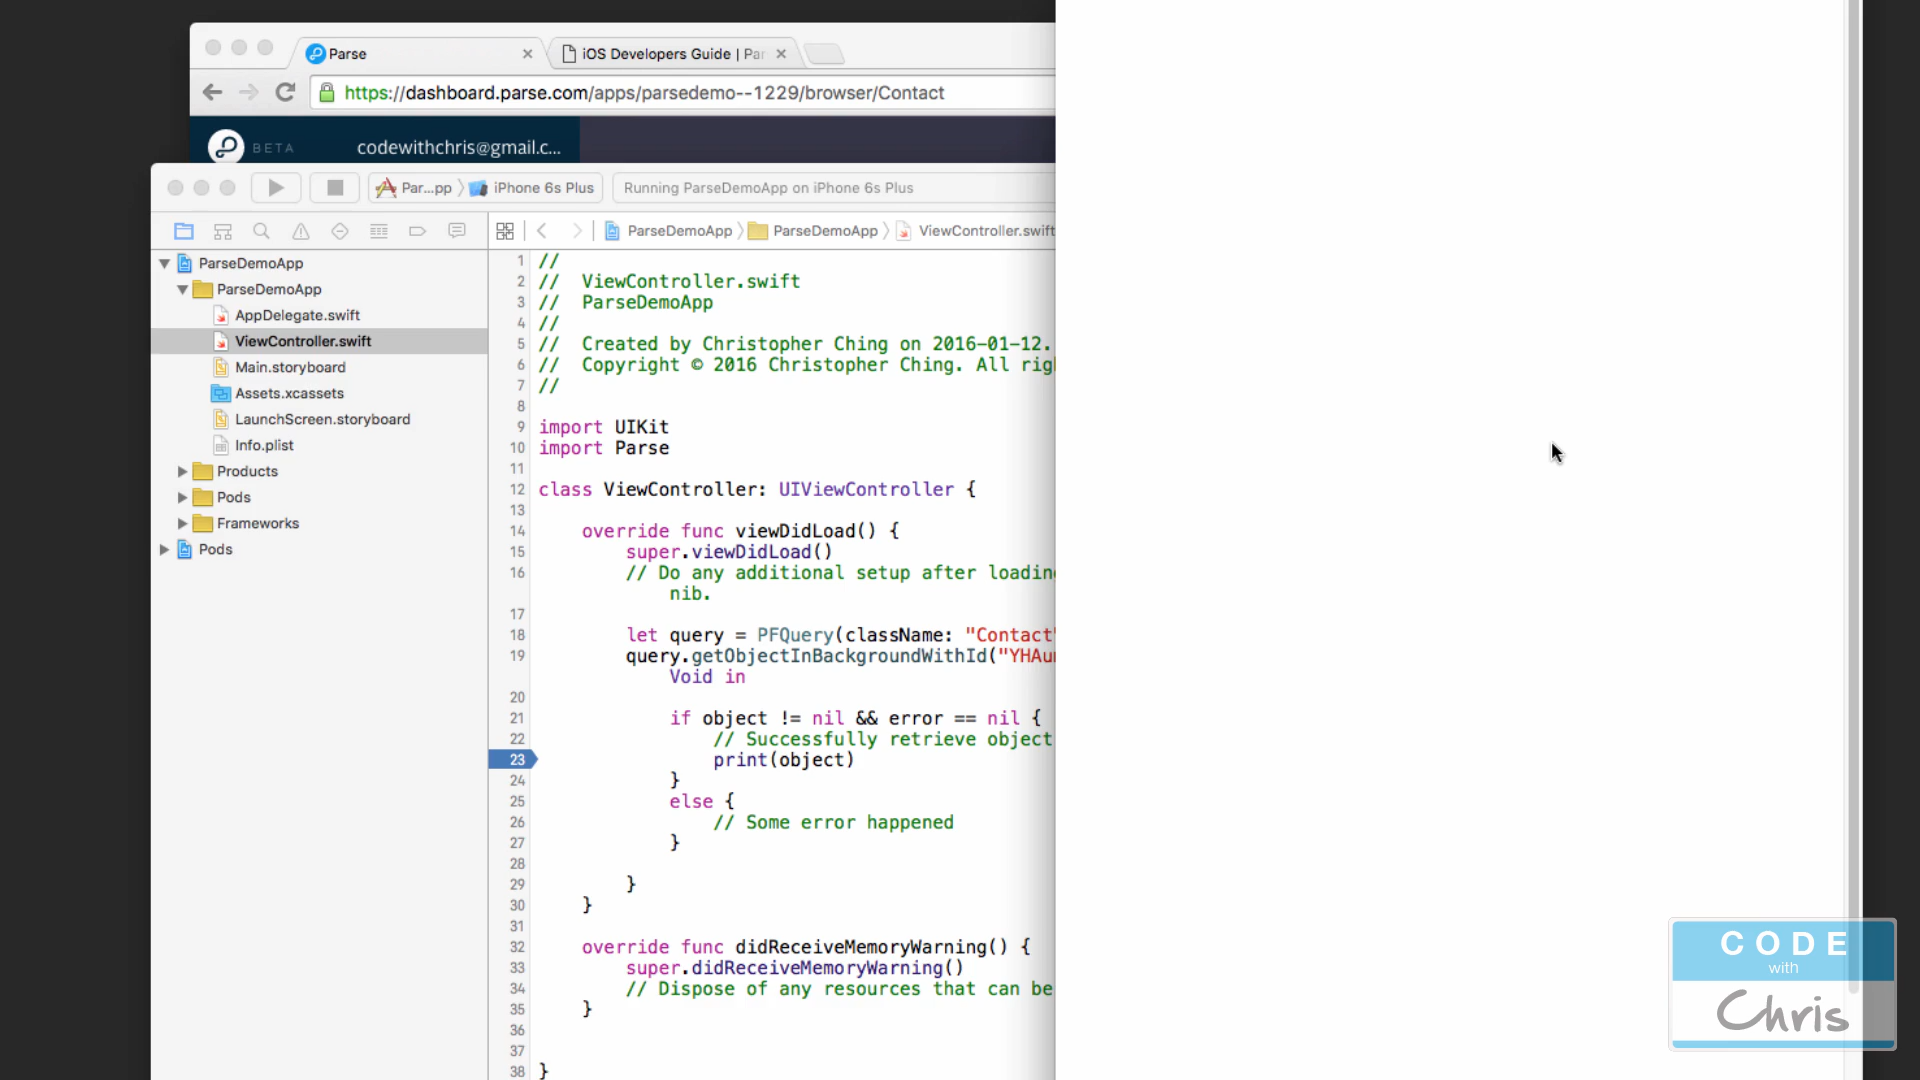 Parse
iOS Developers Guide | Par
https://dashboard.parse.com/apps/parsedemo--1229/browser/Contact
BETA
codewithchris@gmail.c...
Par...pp
iPhone 6s Plus
Running ParseDemoApp on iPhone 6s Plus
ParseDemoApp
ParseDemoApp
ViewController.swift
ParseDemoApp
ParseDemoApp
AppDelegate.swift
ViewController.swift
Main.storyboard
Assets.xcassets
LaunchScreen.storyboard
Info.plist
Products
Pods
Frameworks
Pods
1 //
2 //  ViewController.swift
3 //  ParseDemoApp
4 //
5 //  Created by Christopher Ching on 2016-01-12.
6 //  Copyright © 2016 Christopher Ching. All rig
7 //
8
9 import UIKit
10 import Parse
11
12 class ViewController: UIViewController {
13
14     override func viewDidLoad() {
15         super.viewDidLoad()
16         // Do any additional setup after loadin
nib.
17
18         let query = PFQuery(className: "Contact"
19         query.getObjectInBackgroundWithId("YHAu
Void in
20
21             if object != nil && error == nil {
22                 // Successfully retrieve object
23                 print(object)
24             }
25             else {
26                 // Some error happened
27             }
28
29         }
30     }
31
32     override func didReceiveMemoryWarning() {
33         super.didReceiveMemoryWarning()
34         // Dispose of any resources that can be
35     }
36
37
38 }
CODE
with
Chris